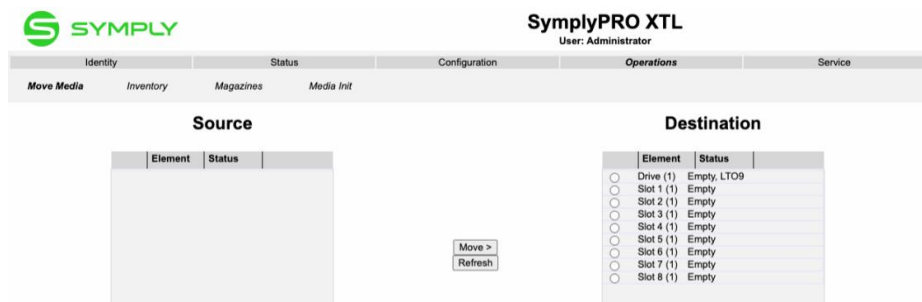 SYMPLY
SymplyPRO XTL
User: Administrator
Identity Status Configuration Operations Service
Move Media Inventory Magazines Media Init
Source Destination
Element Status Element Status
Drive (1) Empty, LTO9
Slot 1 (1) Empty
Slot 2 (1) Empty
Slot 3 (1) Empty
Slot 4 (1) Empty
Slot 5 (1) Empty
Move > Slot 6 (1) Empty
Refresh Slot 7 (1) Empty
Slot 8 (1) Empty